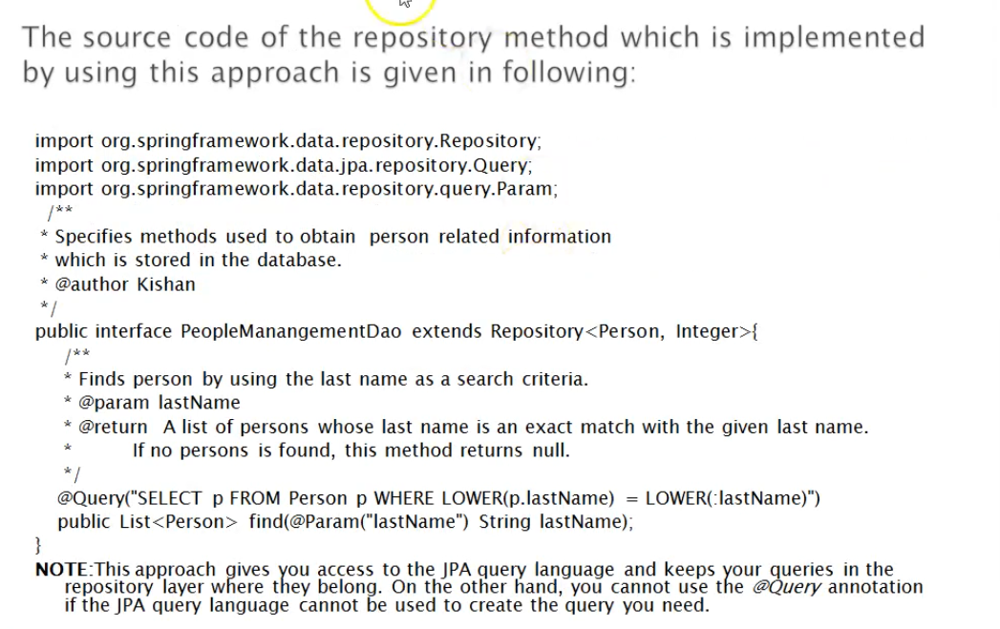 The source code of the repository method which is implemented
by using this approach is given in following:
import org.springframework.data.repository.Repository;
import org.springframework.data.jpa.repository.Query;
import org.springframework.data.repository.query.Param;
/**
* Specifies methods used to obtain person related information
* which is stored in the database.
* @author Kishan
*/
public interface PeopleManangementDao extends Repository<Person, Integer>{
/**
* Finds person by using the last name as a search criteria.
* @param lastName
* @return A list of persons whose last name is an exact match with the given last name.
* If no persons is found, this method returns null.
*/
@Query("SELECT p FROM Person p WHERE LOWER(p.lastName) = LOWER(:lastName)")
public List<Person> find(@Param("lastName") String lastName);
}
NOTE:This approach gives you access to the JPA query language and keeps your queries in the
repository layer where they belong. On the other hand, you cannot use the @Query annotation
if the JPA query language cannot be used to create the query you need.